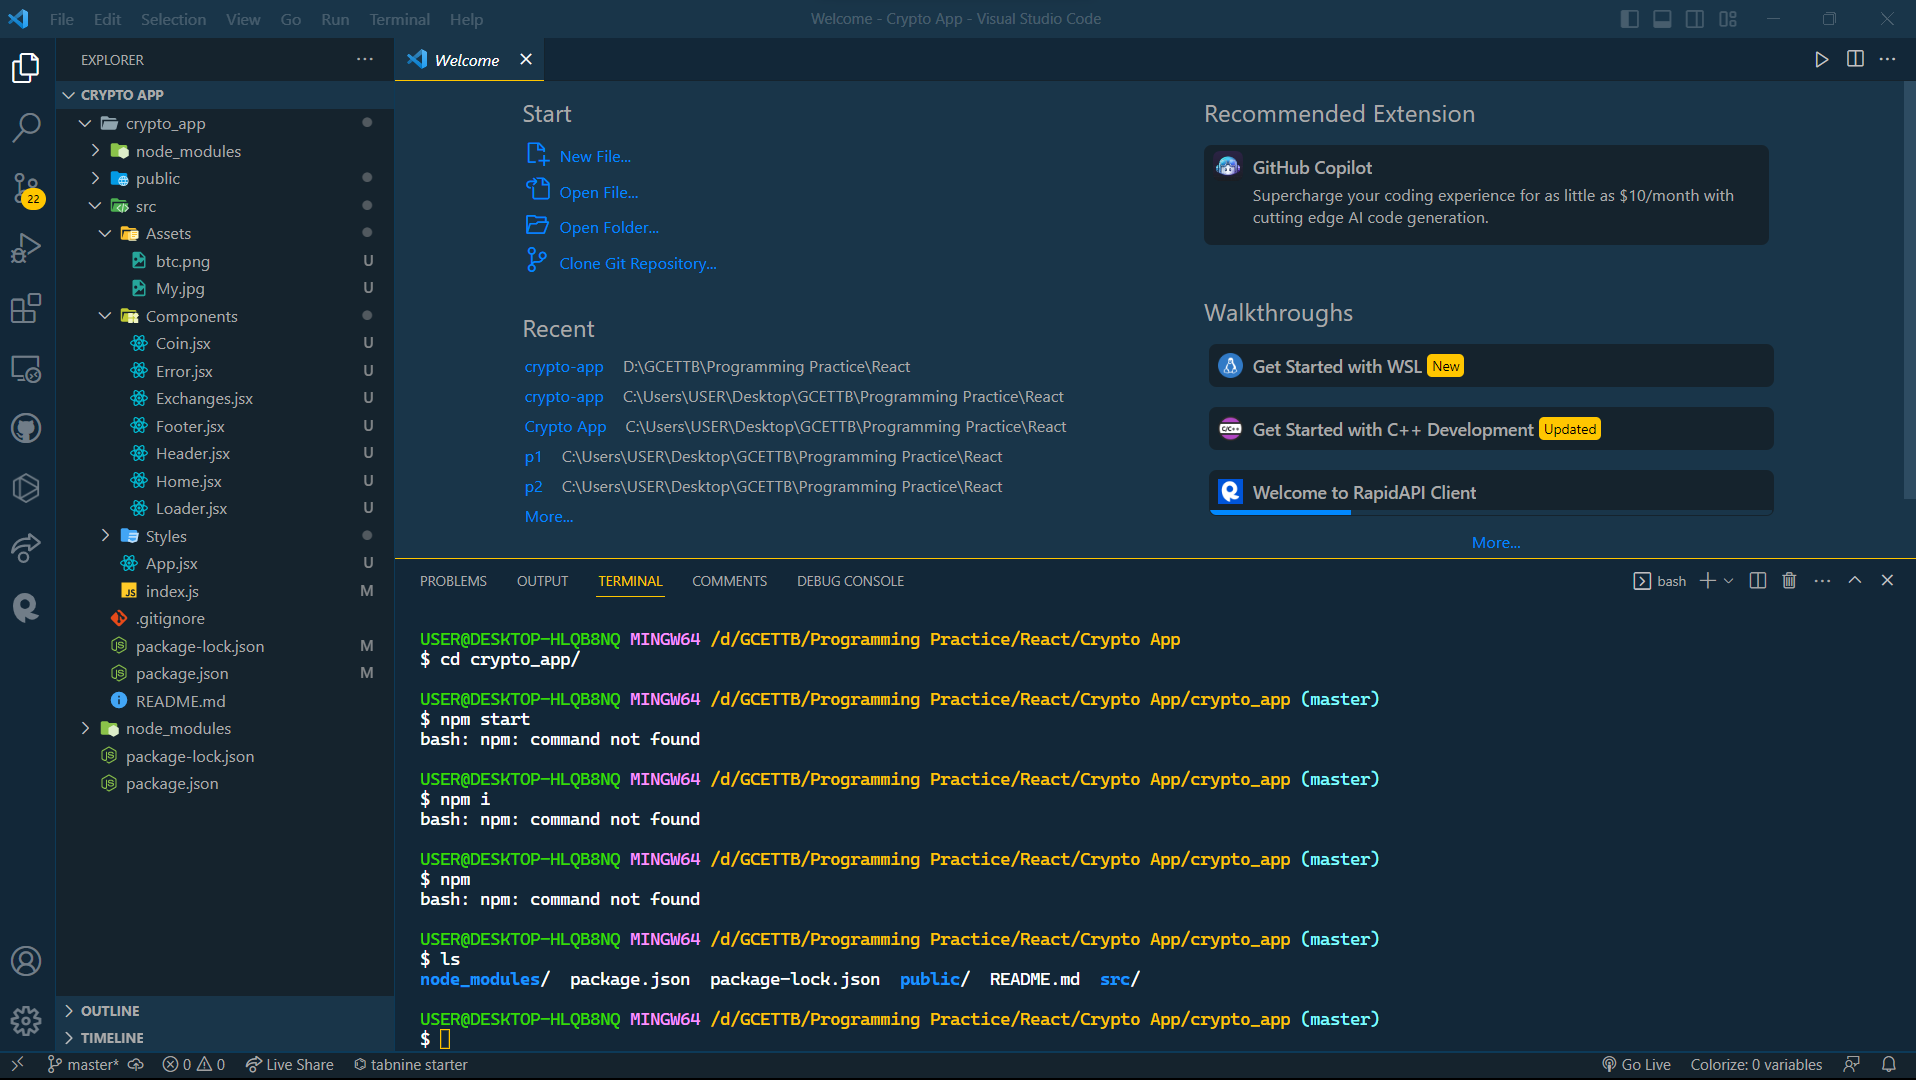 File Edit Selection View Go Run Terminal Help
Welcome - Crypto App - Visual Studio Code
EXPLORER
CRYPTO APP
crypto_app
node_modules
public
src
Assets
btc.png U
My.jpg U
Components
Coin.jsx U
Error.jsx U
Exchanges.jsx U
Footer.jsx U
Header.jsx U
Home.jsx U
Loader.jsx U
Styles
App.jsx U
JS index.js M
.gitignore
package-lock.json M
package.json M
README.md
node_modules
package-lock.json
package.json
OUTLINE
TIMELINE
22
Welcome
Start
New File...
Open File...
Open Folder...
Clone Git Repository...
Recent
crypto-app D:\GCETTB\Programming Practice\React
crypto-app C:\Users\USER\Desktop\GCETTB\Programming Practice\React
Crypto App C:\Users\USER\Desktop\GCETTB\Programming Practice\React
p1 C:\Users\USER\Desktop\GCETTB\Programming Practice\React
p2 C:\Users\USER\Desktop\GCETTB\Programming Practice\React
More...
Recommended Extension
GitHub Copilot
Supercharge your coding experience for as little as $10/month with
cutting edge AI code generation.
Walkthroughs
Get Started with WSL New
C/C++ Get Started with C++ Development Updated
Welcome to RapidAPI Client
More...
PROBLEMS OUTPUT TERMINAL COMMENTS DEBUG CONSOLE
bash
USER@DESKTOP-HLQB8NQ MINGW64 /d/GCETTB/Programming Practice/React/Crypto App
$ cd crypto_app/
USER@DESKTOP-HLQB8NQ MINGW64 /d/GCETTB/Programming Practice/React/Crypto App/crypto_app (master)
$ npm start
bash: npm: command not found
USER@DESKTOP-HLQB8NQ MINGW64 /d/GCETTB/Programming Practice/React/Crypto App/crypto_app (master)
$ npm i
bash: npm: command not found
USER@DESKTOP-HLQB8NQ MINGW64 /d/GCETTB/Programming Practice/React/Crypto App/crypto_app (master)
$ npm
bash: npm: command not found
USER@DESKTOP-HLQB8NQ MINGW64 /d/GCETTB/Programming Practice/React/Crypto App/crypto_app (master)
$ ls
node_modules/ package.json package-lock.json public/ README.md src/
USER@DESKTOP-HLQB8NQ MINGW64 /d/GCETTB/Programming Practice/React/Crypto App/crypto_app (master)
$
master* 0 0 Live Share tabnine starter
Go Live Colorize: 0 variables